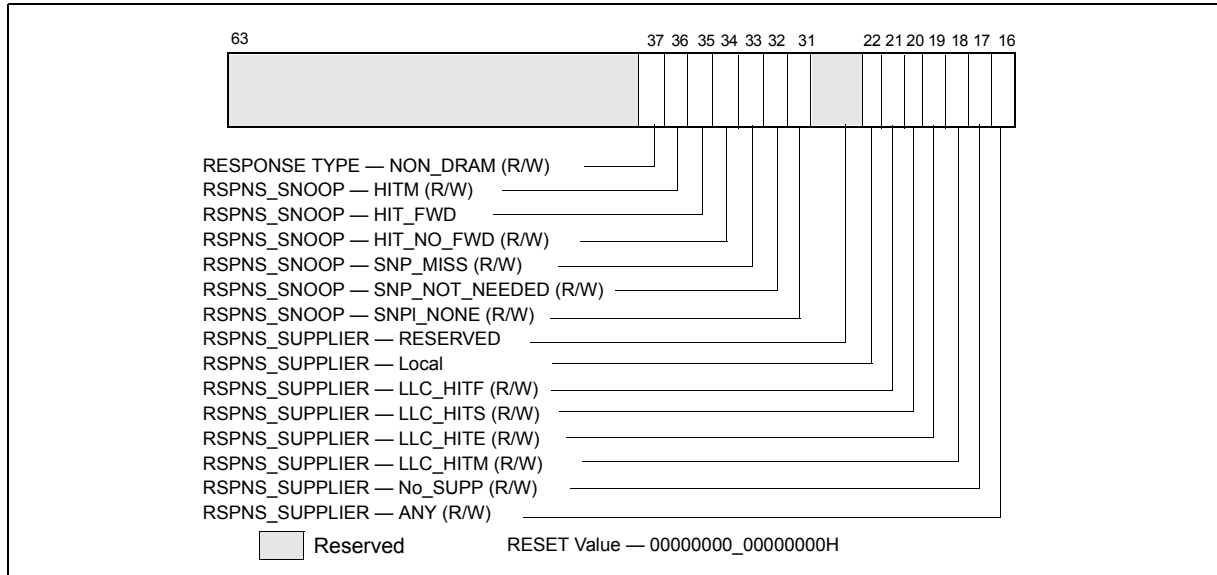 63 37 36 35 34 33 32 31 22 21 20 19 18 17 16
RESPONSE TYPE — NON_DRAM (R/W)
RSPNS_SNOOP — HITM (R/W)
RSPNS_SNOOP — HIT_FWD
RSPNS_SNOOP — HIT_NO_FWD (R/W)
RSPNS_SNOOP — SNP_MISS (R/W)
RSPNS_SNOOP — SNP_NOT_NEEDED (R/W)
RSPNS_SNOOP — SNPl_NONE (R/W)
RSPNS_SUPPLIER — RESERVED
RSPNS_SUPPLIER — Local
RSPNS_SUPPLIER — LLC_HITF (R/W)
RSPNS_SUPPLIER — LLC_HITS (R/W)
RSPNS_SUPPLIER — LLC_HITE (R/W)
RSPNS_SUPPLIER — LLC_HITM (R/W)
RSPNS_SUPPLIER — No_SUPP (R/W)
RSPNS_SUPPLIER — ANY (R/W)
Reserved RESET Value — 00000000_00000000H